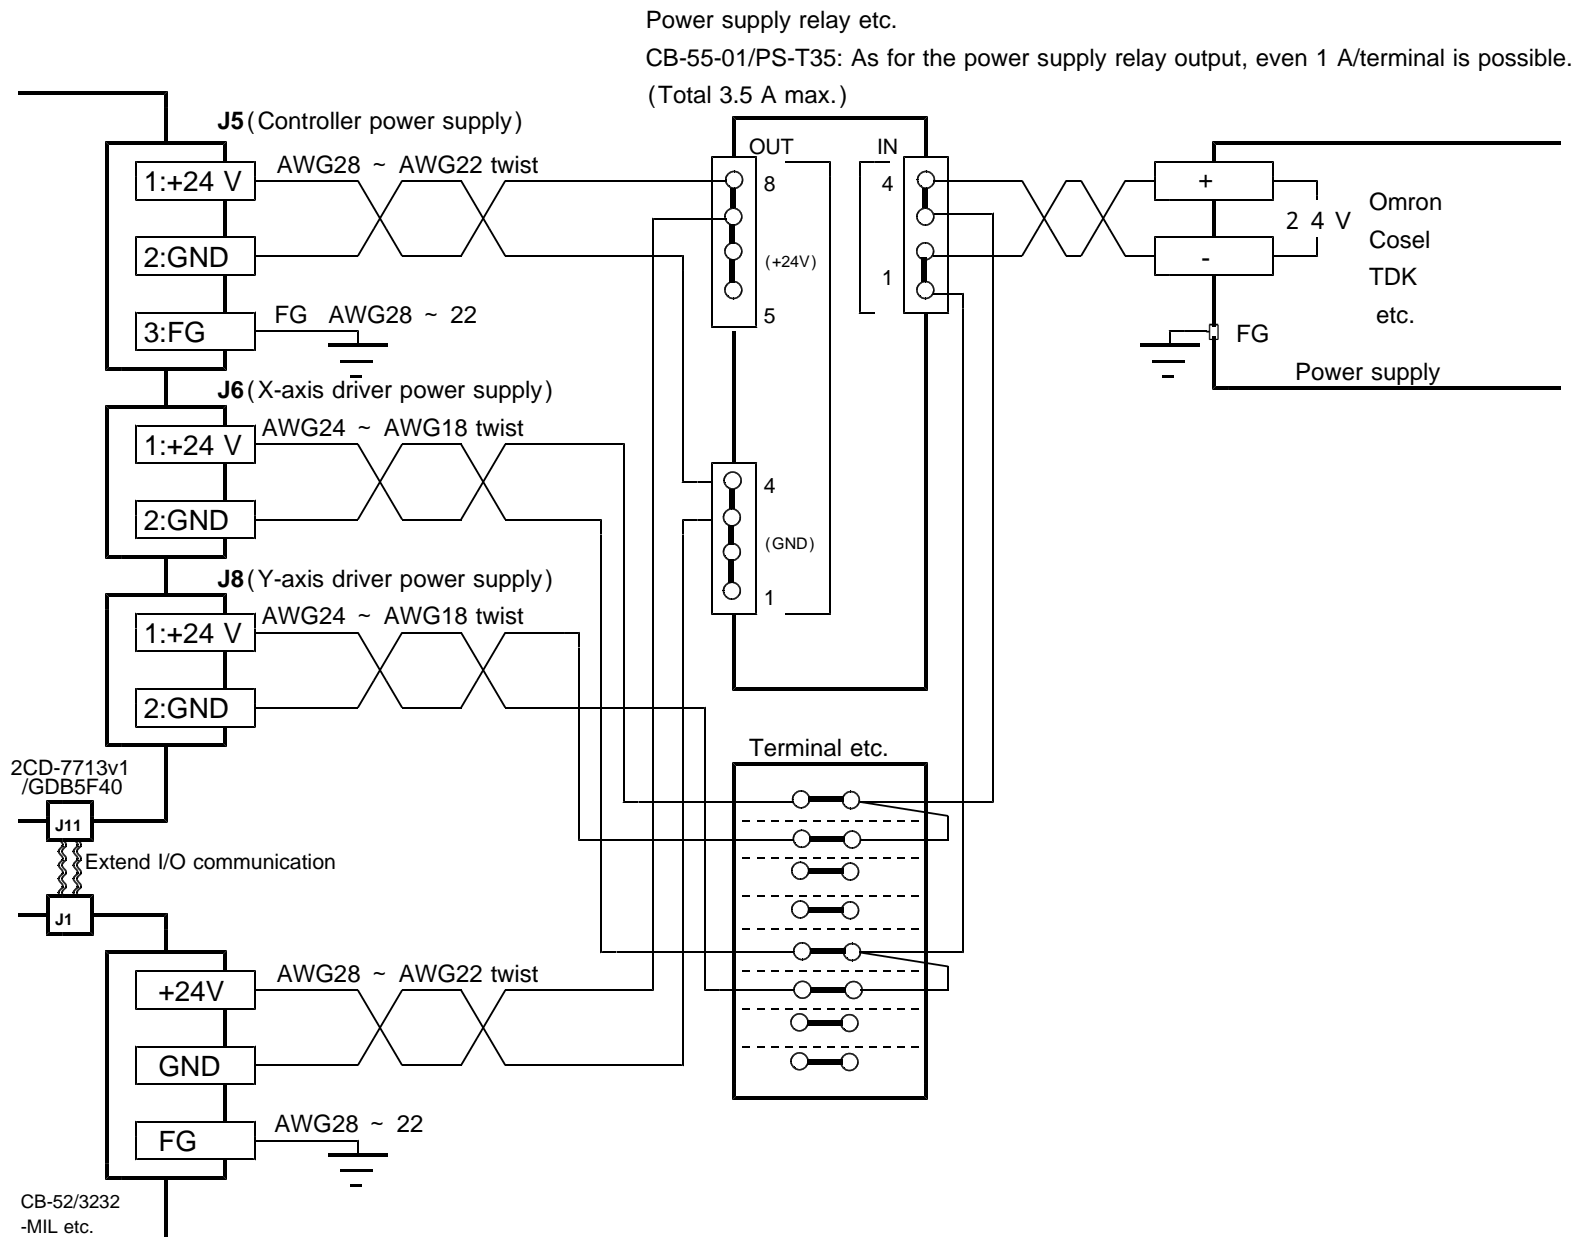 Power supply relay etc.
CB-55-01/PS-T35: As for the power supply relay output, even 1 A/terminal is possible.
(Total 3.5 A max.)
J5(Controller power supply)
AWG28 ~ AWG22 twist
1:+24 V
2:GND
3:FG
FG AWG28 ~ 22
J6(X-axis driver power supply)
AWG24 ~ AWG18 twist
1:+24 V
2:GND
J8(Y-axis driver power supply)
AWG24 ~ AWG18 twist
1:+24 V
2:GND
2CD-7713v1
/GDB5F40
J11
Extend I/O communication
J1
AWG28 ~ AWG22 twist
+24V
GND
FG
AWG28 ~ 22
CB-52/3232
-MIL etc.
OUT
IN
8
(+24V)
5
4
1
4
(GND)
1
Terminal etc.
+
-
2 4 V
Omron
Cosel
TDK
etc.
FG
Power supply